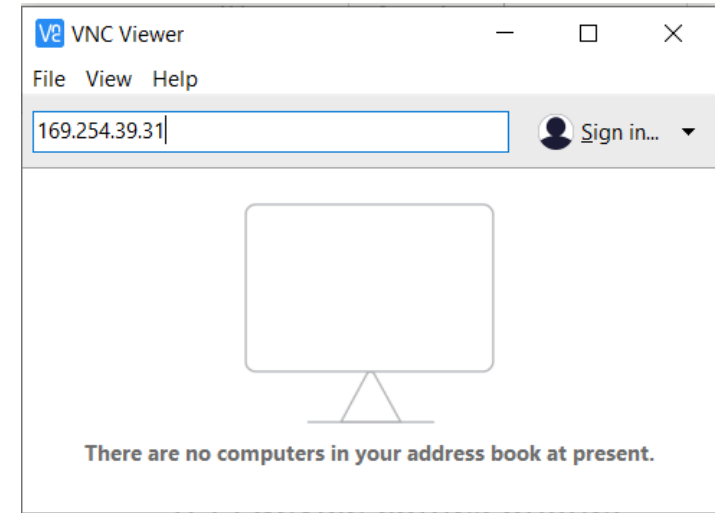 VNC Viewer
File View Help
169.254.39.31
Sign in...
There are no computers in your address book at present.